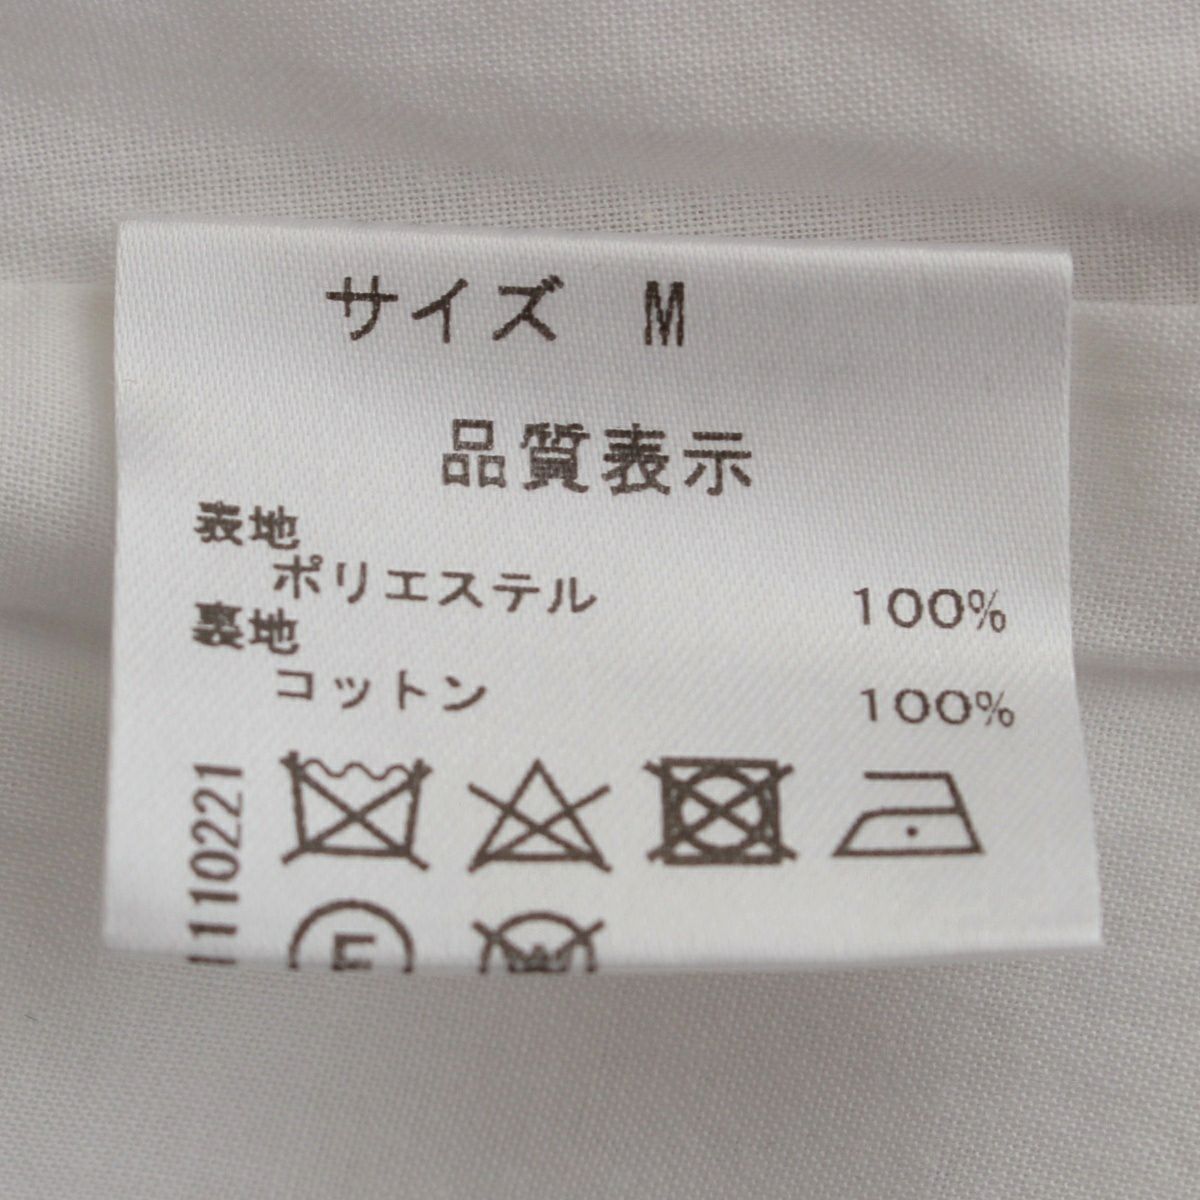 サイズ M
品質表示
表地
ポリエステル 100%
裏地
コットン 100%
110221
F
W